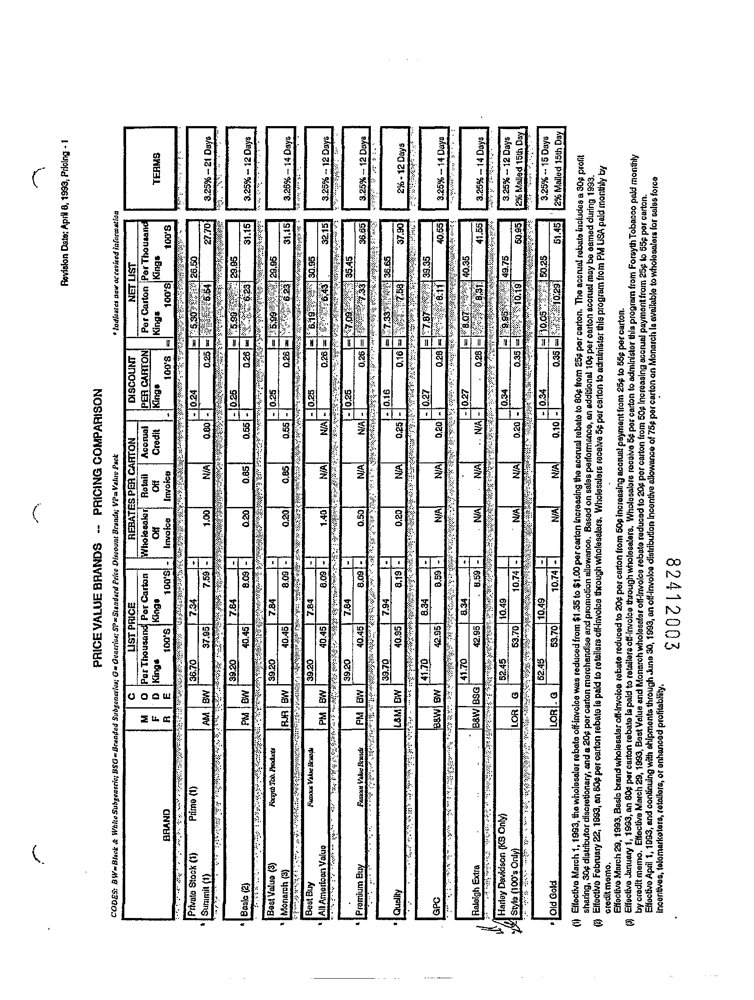 Revision Date: April 6, 1993, Pricing - 1
PRICE VALUE BRANDS -- PRICING COMPARISON
CODES: BW=Black & White Subgeneric; BSG=Branded Subgeneric; G=Generic; SP=Standard Price Discount Brands; VP=Value Pack
* Indicates new or revised information
BRAND M F R C O D E LIST PRICE REBATES PER CARTON DISCOUNT NET LIST TERMS
Per Thousand Per Carton Wholesaler Retail Accrual PER CARTON Per Carton Per Thousand
Kings 100'S Kings 100'S Off Invoice Off Invoice Credit Kings 100'S Kings 100'S Kings 100'S
Private Stock (1) Prime (1) 36.70 7.34 - - 0.24 = 5.30 26.50
* Summit (1) AM BW 37.95 7.59 - 1.00 N/A 0.80 - 0.25 = 5.54 27.70 3.25% -- 21 Days
39.20 7.84 - 0.25 = 5.99 29.95
* Basic (2) PM BW 40.45 8.09 - 0.20 0.85 0.55 - 0.26 = 6.23 31.15 3.25% -- 12 Days
Best Value (3) Forsyth Tob. Products 39.20 7.84 - 0.25 = 5.99 29.95
* Monarch (3) RJR BW 40.45 8.09 - 0.20 0.85 0.55 - 0.26 = 6.23 31.15 3.25% -- 14 Days
Best Buy Famous Value Brands 39.20 7.84 - 0.25 = 6.19 30.95
* All American Value PM BW 40.45 8.09 - 1.40 N/A N/A - 0.26 = 6.43 32.15 3.25% -- 12 Days
Famous Value Brands 39.20 7.84 - 0.25 = 7.09 35.45
* Premium Buy PM BW 40.45 8.09 - 0.50 N/A N/A - 0.26 = 7.33 36.65 3.25% -- 12 Days
39.70 7.94 - 0.16 = 7.33 36.65
* Quality L&M BW 40.95 8.19 - 0.20 N/A 0.25 - 0.16 = 7.58 37.90 2% - 12 Days
41.70 8.34 - 0.27 = 7.87 39.35
GPC B&W BW 42.95 8.59 - N/A N/A 0.20 - 0.28 = 8.11 40.55 3.25% -- 14 Days
41.70 8.34 - 0.27 = 8.07 40.35
Raleigh Extra B&W BSG 42.95 8.59 - N/A N/A N/A - 0.28 = 8.31 41.55 3.25% -- 14 Days
Harley Davidson (KS Only) 52.45 10.49 - 0.34 = 9.95 49.75 3.25% -- 12 Days
Style (100's Only) LOR G 53.70 10.74 - N/A N/A 0.20 - 0.35 = 10.19 50.95 2% Mailed 15th Day
52.45 10.49 - 0.34 = 10.05 50.25 3.25% -- 15 Days
* Old Gold LOR G 53.70 10.74 - N/A N/A 0.10 - 0.35 = 10.29 51.45 2% Mailed 15th Day
(1) Effective March 1, 1993, the wholesaler rebate off-invoice was reduced from $1.35 to $1.00 per carton increasing the accrual rebate to 80¢ from 25¢ per carton. The accrual rebate includes a 30¢ profit
sharing, 30¢ distributor discretionary, and a 20¢ per carton merchandise and promotion allowance. Based on sales performance, an additional 10¢ per carton accrual may be earned during 1993.
(2) Effective February 22, 1993, an 85¢ per carton rebate is paid to retailers off-invoice through wholesalers. Wholesalers receive 5¢ per carton to administer this program from PM USA paid monthly by
credit memo.
Effective March 29, 1993, Basic brand wholesaler off-invoice rebate reduced to 20¢ per carton from 50¢ increasing accrual payment from 25¢ to 55¢ per carton.
(3) Effective January 1, 1993, an 80¢ per carton rebate is paid to retailers off-invoice through wholesalers. Wholesalers receive 5¢ per carton to administer this program from Forsyth Tobacco paid monthly
by credit memo. Effective March 29, 1993, Best Value and Monarch wholesaler off-invoice rebate reduced to 20¢ per carton from 50¢ increasing accrual payment from 25¢ to 55¢ per carton.
Effective April 1, 1993, and continuing with shipments through June 30, 1993, an off-invoice distribution incentive allowance of 75¢ per carton on Monarch is available to wholesalers for sales force
incentives, telemarketers, retailers, or enhanced profitability.
82412003